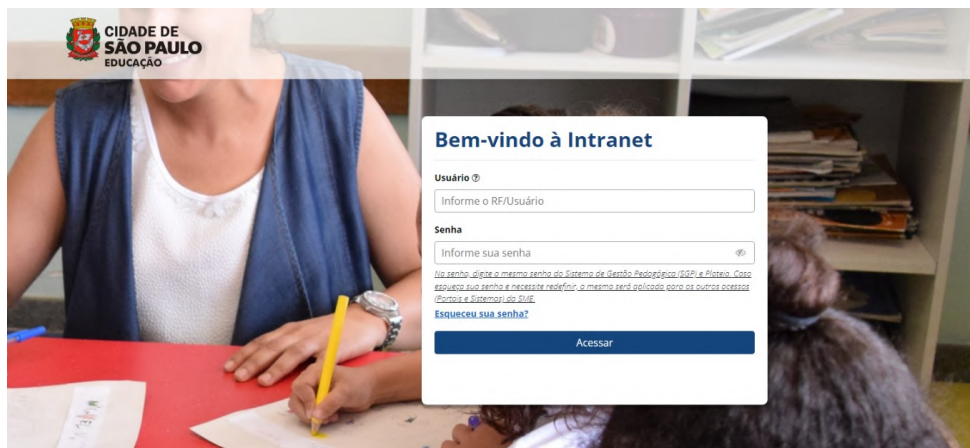 CIDADE DE
SÃO PAULO
EDUCAÇÃO
Bem-vindo à Intranet
Usuário
Informe o RF/Usuário
Senha
Informe sua senha
Na senha, digite a mesma senha do Sistema de Gestão Pedagógica (SGP) e Plateia. Caso
esqueça sua senha e necessite redefinir, a mesma será aplicada para os outros acessos
(Portais e Sistemas) da SME.
Esqueceu sua senha?
Acessar